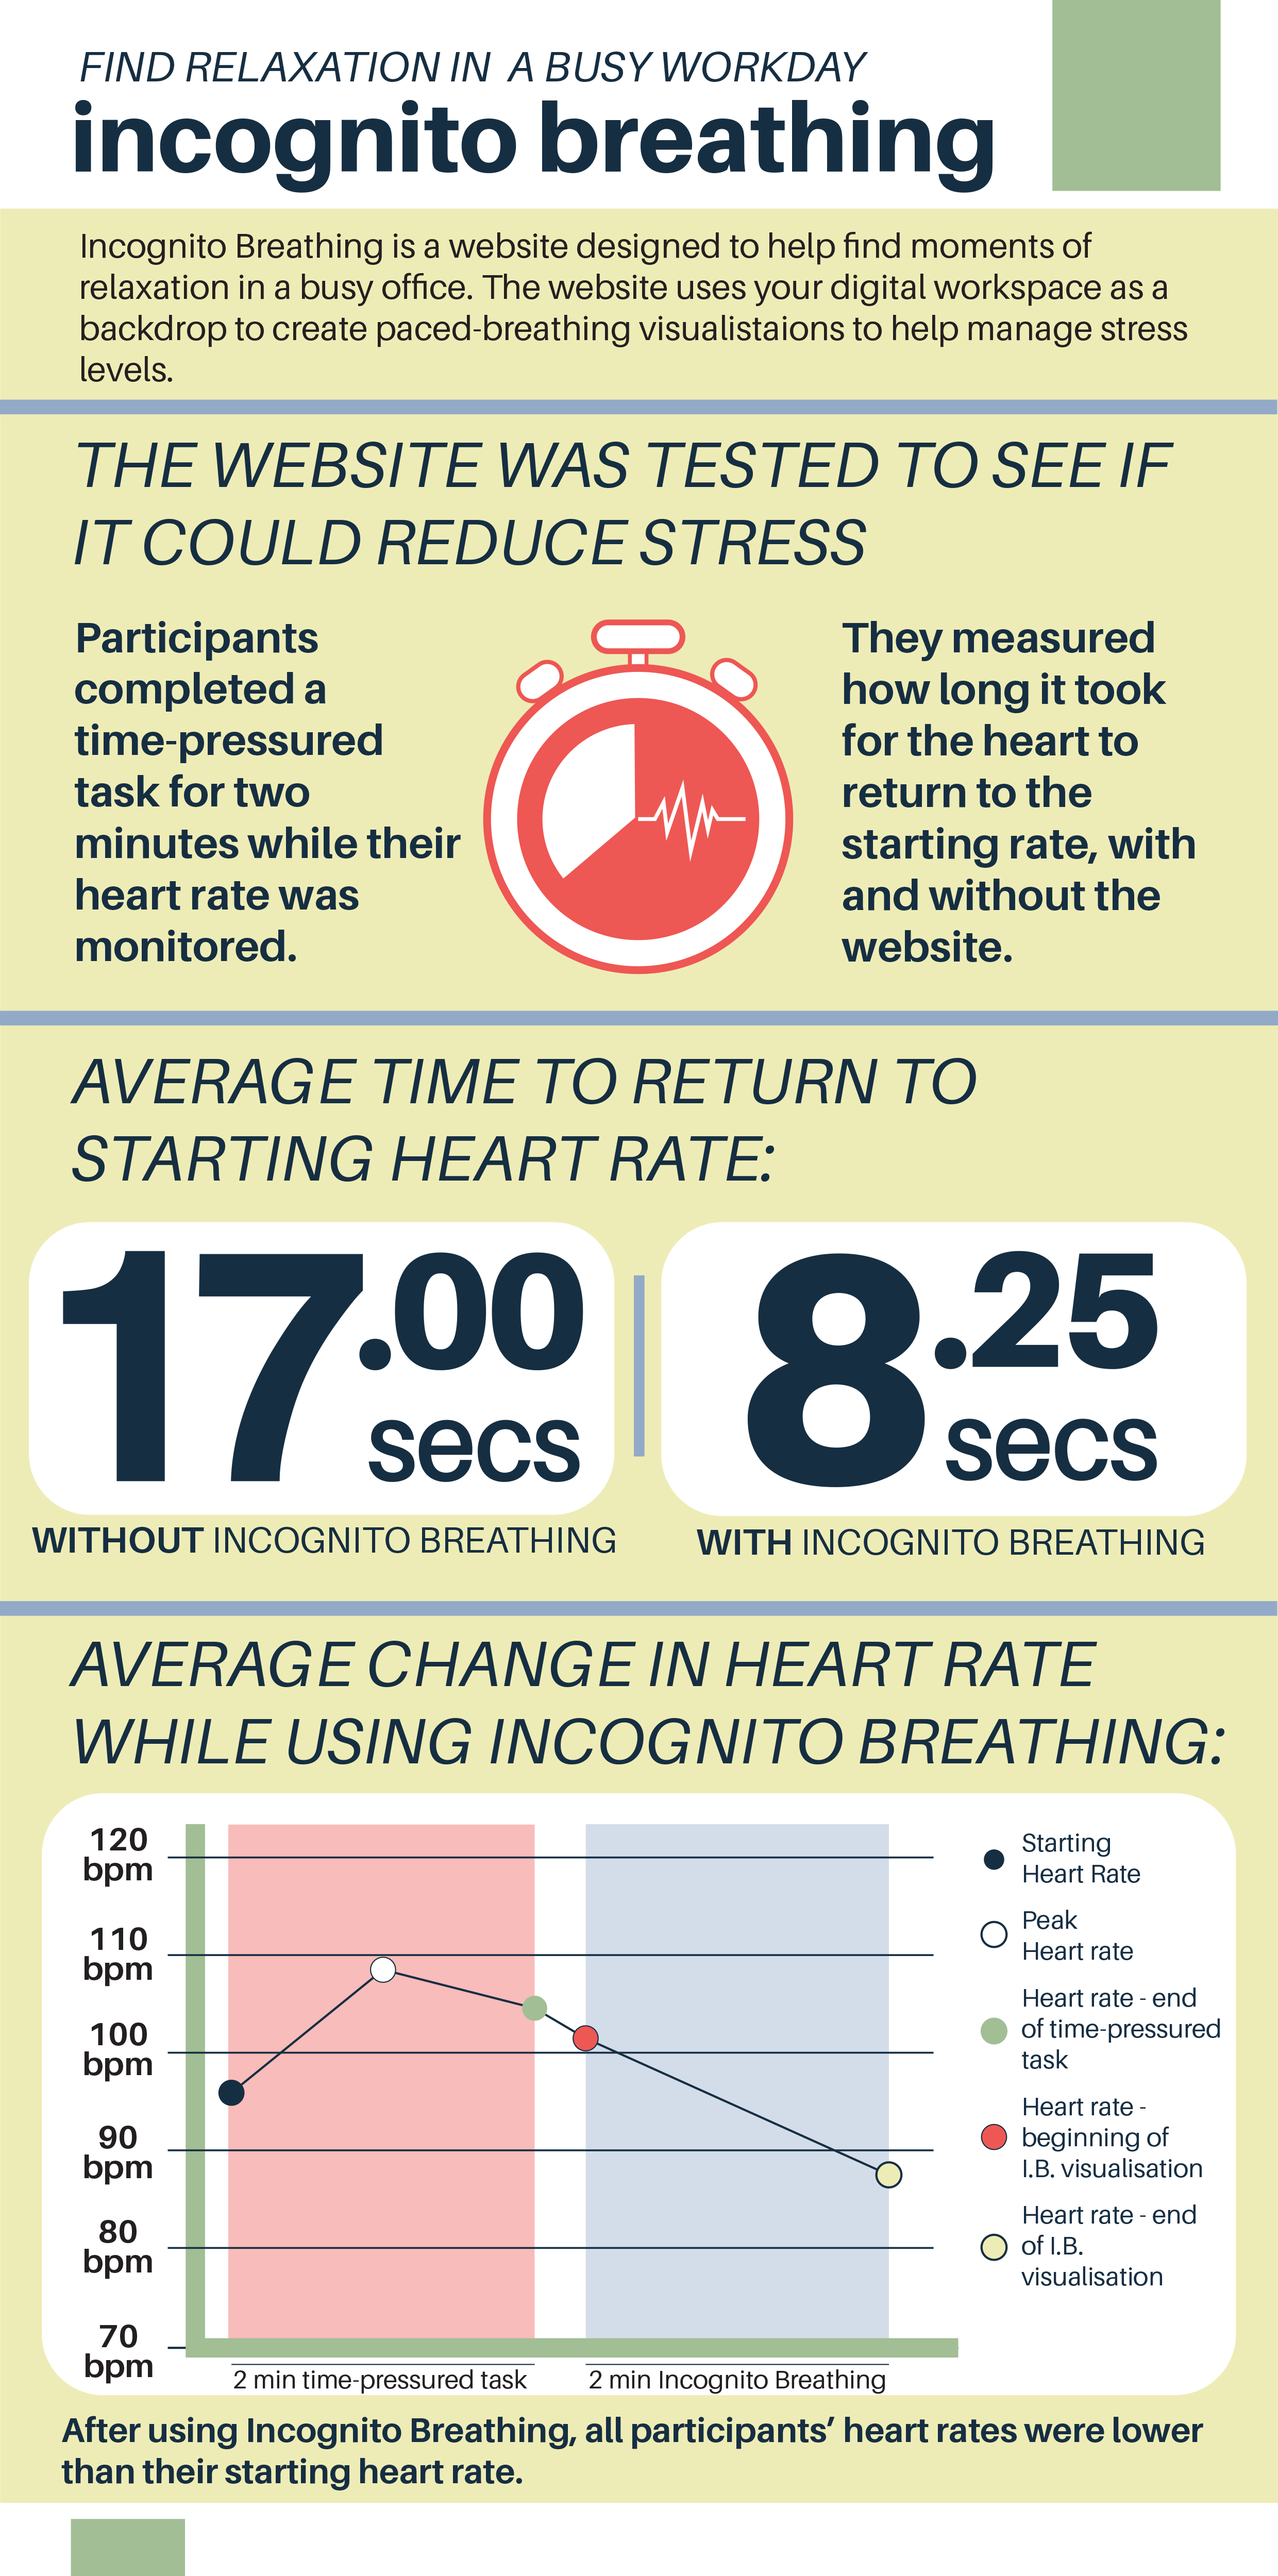 FIND RELAXATION IN A BUSY WORKDAY
incognito breathing
Incognito Breathing is a website designed to help find moments of
relaxation in a busy office. The website uses your digital workspace as a
backdrop to create paced-breathing visualistaions to help manage stress
levels.
THE WEBSITE WAS TESTED TO SEE IF
IT COULD REDUCE STRESS
Participants
completed a
time-pressured
task for two
minutes while their
heart rate was
monitored.
They measured
how long it took
for the heart to
return to the
starting rate, with
and without the
website.
AVERAGE TIME TO RETURN TO
STARTING HEART RATE:
17.00
secs
WITHOUT INCOGNITO BREATHING
8.25
secs
WITH INCOGNITO BREATHING
AVERAGE CHANGE IN HEART RATE
WHILE USING INCOGNITO BREATHING:
120
bpm
110
bpm
100
bpm
90
bpm
80
bpm
70
bpm
2 min time-pressured task
2 min Incognito Breathing
Starting
Heart Rate
Peak
Heart rate
Heart rate - end
of time-pressured
task
Heart rate -
beginning of
I.B. visualisation
Heart rate - end
of I.B.
visualisation
After using Incognito Breathing, all participants’ heart rates were lower
than their starting heart rate.